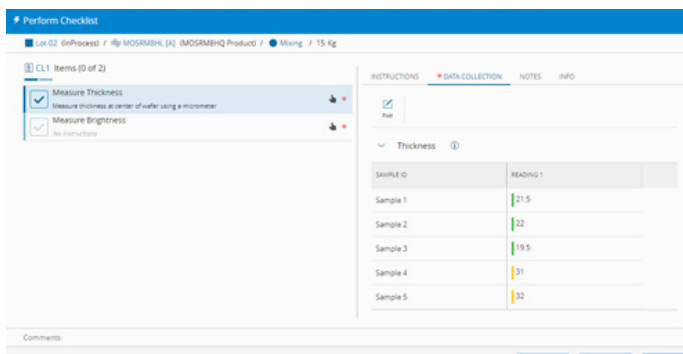 Perform Checklist
Lot-02 (InProcess) / MOSRM8HL [A] (MOSRM8HQ Product) / Mixing / 15 Kg
CL1 Items (0 of 2)
Measure Thickness
Measure thickness at center of wafer using a micrometer
Measure Brightness
No instructions
INSTRUCTIONS * DATA COLLECTION NOTES INFO
Post
Thickness
SAMPLE ID READING 1
Sample 1 21.5
Sample 2 22
Sample 3 19.5
Sample 4 31
Sample 5 32
Comments: